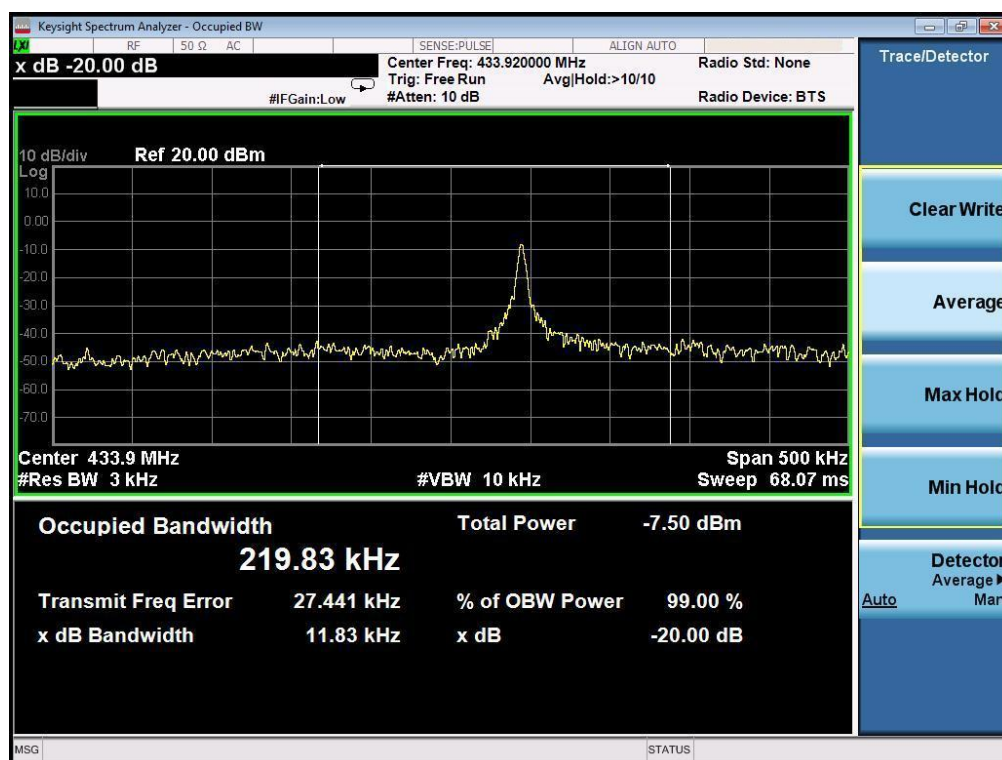 Keysight Spectrum Analyzer - Occupied BW
LXI RF 50 Ω AC SENSE:PULSE ALIGN AUTO
x dB -20.00 dB
Center Freq: 433.920000 MHz
Radio Std: None
Trig: Free Run
Avg|Hold:>10/10
#IFGain:Low
#Atten: 10 dB
Radio Device: BTS
10 dB/div
Ref 20.00 dBm
Log
10.0
0.00
-10.0
-20.0
-30.0
-40.0
-50.0
-60.0
-70.0
Center 433.9 MHz
Span 500 kHz
#Res BW 3 kHz
#VBW 10 kHz
Sweep 68.07 ms
Occupied Bandwidth
219.83 kHz
Total Power -7.50 dBm
Transmit Freq Error 27.441 kHz
% of OBW Power 99.00 %
x dB Bandwidth 11.83 kHz
x dB -20.00 dB
Trace/Detector
Clear Write
Average
Max Hold
Min Hold
Detector
Average
Auto Man
MSG
STATUS